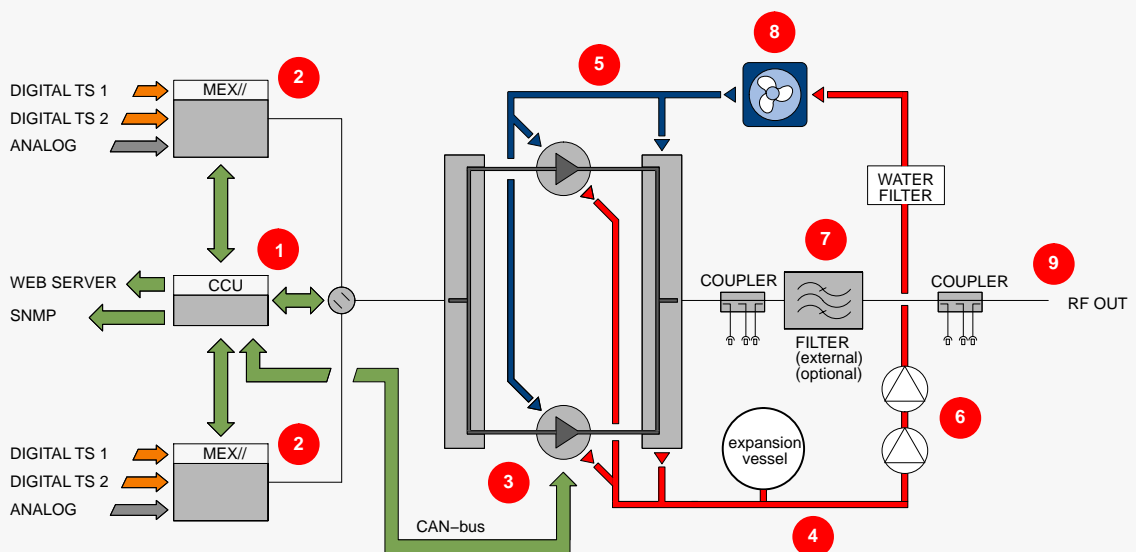 8
2
5
DIGITAL TS 1
MEX//
DIGITAL TS 2
ANALOG
WATER
FILTER
1
7
9
WEB SERVER
CCU
COUPLER
COUPLER
SNMP
RF OUT
FILTER
(external)
(optional)
6
2
expansion
vessel
DIGITAL TS 1
MEX//
DIGITAL TS 2
3
ANALOG
CAN−bus
4